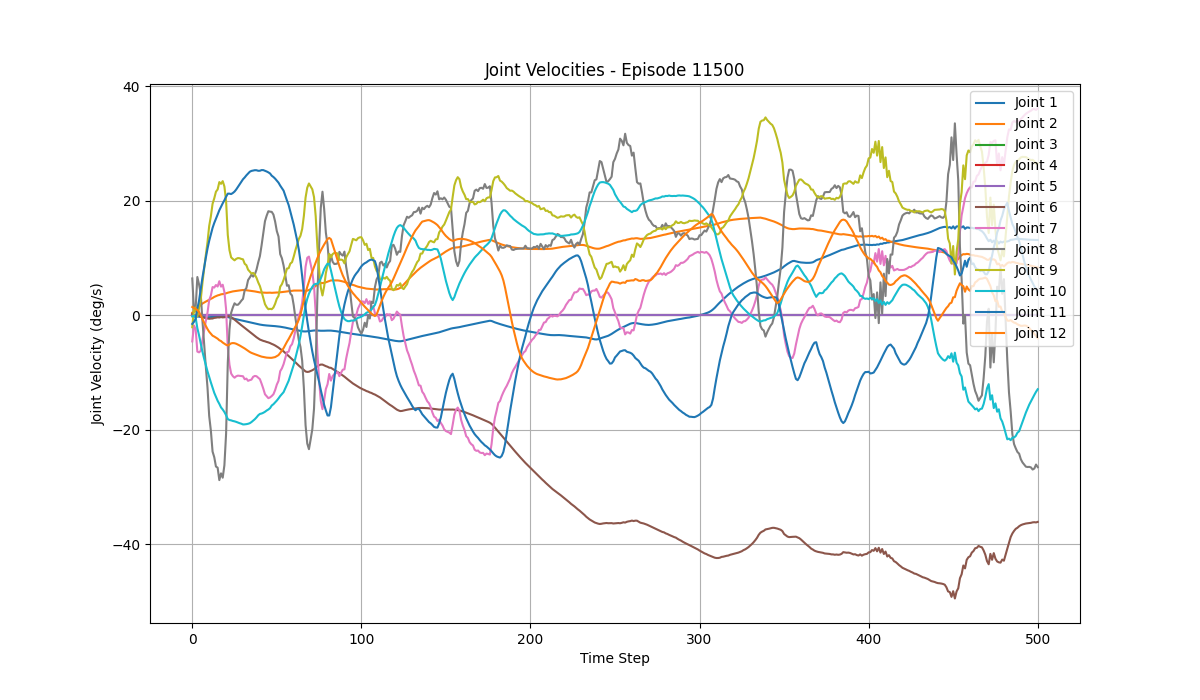 Joint Velocities - Episode 11500
Joint Velocity (deg/s)
40
20
0
−20
−40
0
100
200
300
400
500
Time Step
Joint 1
Joint 2
Joint 3
Joint 4
Joint 5
Joint 6
Joint 7
Joint 8
Joint 9
Joint 10
Joint 11
Joint 12